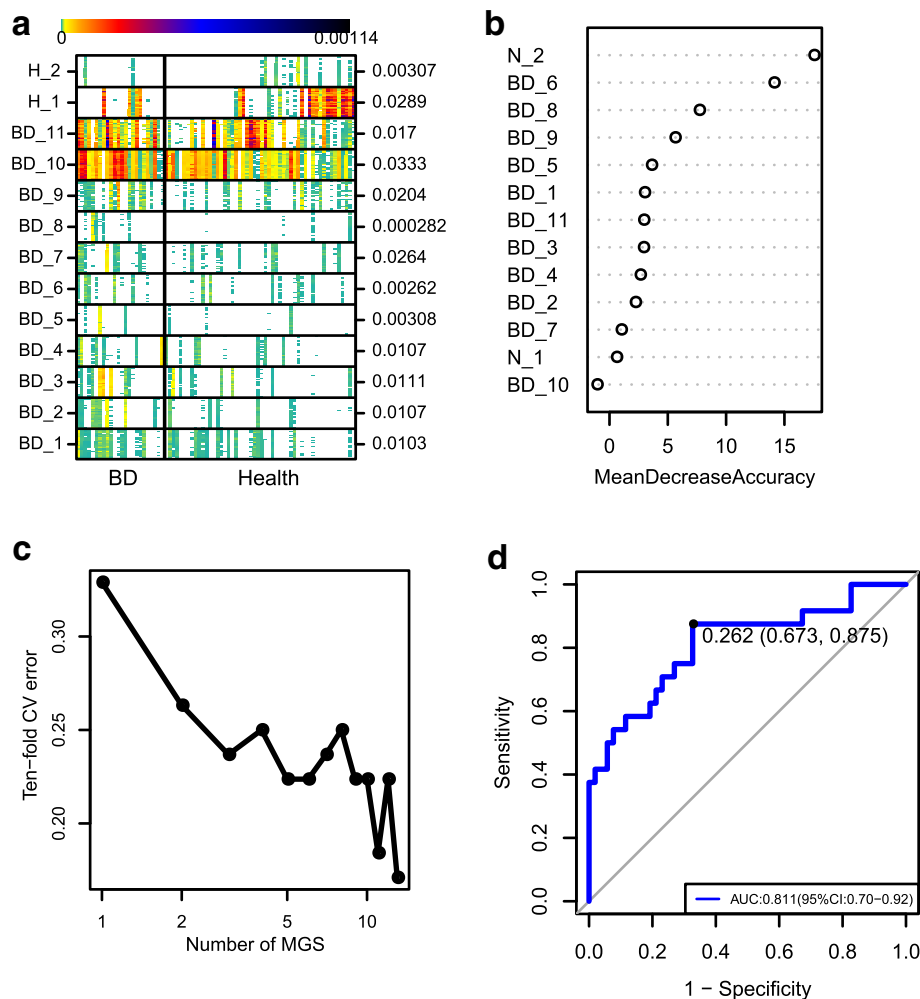 a
0 0.00114
H_2 0.00307
H_1 0.0289
BD_11 0.017
BD_10 0.0333
BD_9 0.0204
BD_8 0.000282
BD_7 0.0264
BD_6 0.00262
BD_5 0.00308
BD_4 0.0107
BD_3 0.0111
BD_2 0.0107
BD_1 0.0103
BD Health
b
N_2
BD_6
BD_8
BD_9
BD_5
BD_1
BD_11
BD_3
BD_4
BD_2
BD_7
N_1
BD_10
0 5 10 15
MeanDecreaseAccuracy
c
Ten−fold CV error
0.30
0.25
0.20
1 2 5 10
Number of MGS
d
Sensitivity
1.0
0.8
0.6
0.4
0.2
0.0
0.262 (0.673, 0.875)
AUC:0.811(95%CI:0.70−0.92)
0.0 0.2 0.4 0.6 0.8 1.0
1 − Specificity